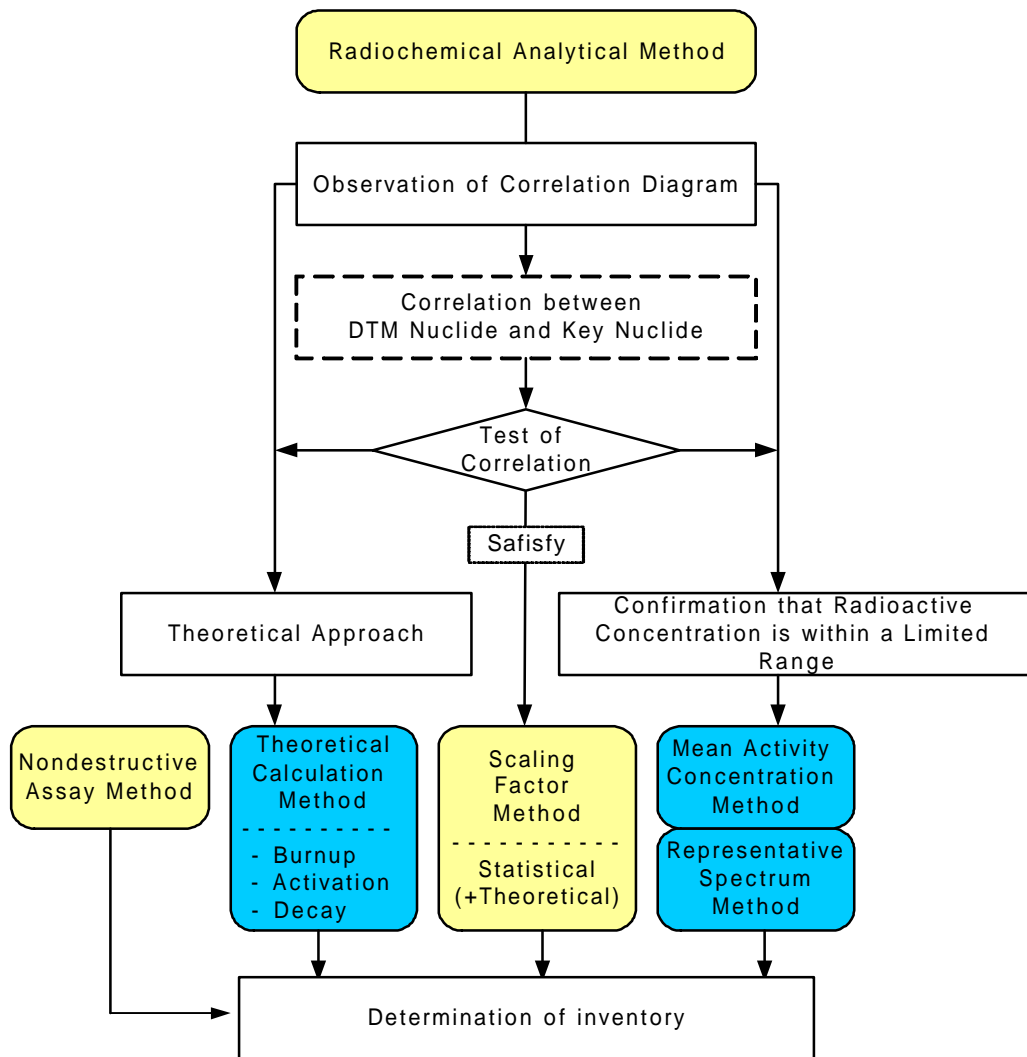 Radiochemical Analytical Method
Observation of Correlation Diagram
Correlation between
DTM Nuclide and Key Nuclide
Test of
Correlation
Safisfy
Theoretical Approach
Confirmation that Radioactive
Concentration is within a Limited
Range
Nondestructive
Assay Method
Theoretical
Calculation
Method
- - - - - - - - - -
- Burnup
- Activation
- Decay
Scaling
Factor
Method
- - - - - - - - - - -
Statistical
(+Theoretical)
Mean Activity
Concentration
Method
Representative
Spectrum
Method
Determination of inventory